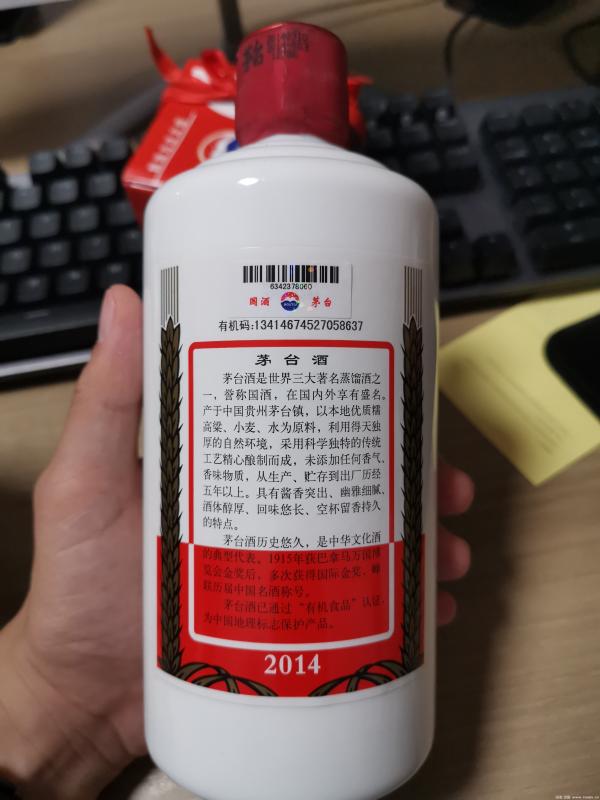 6342378060
国酒 茅台
有机码:13414674527058637
茅台酒
茅台酒是世界三大著名蒸馏酒之
一，誉称国酒，在国内外享有盛名。
产于中国贵州茅台镇，以本地优质糯
高粱、小麦、水为原料，利用得天独
厚的自然环境，采用科学独特的传统
工艺精心酿制而成，未添加任何香气、
香味物质，从生产、贮存到出厂历经
五年以上。具有酱香突出、幽雅细腻、
酒体醇厚、回味悠长、空杯留香持久
的特点。
茅台酒历史悠久，是中华文化酒
的典型代表。1915年获巴拿马万国博
览会金奖后，多次获得国际金奖，蝉
联历届中国名酒称号。
茅台酒已通过“有机食品”认证，
为中国地理标志保护产品。
2014